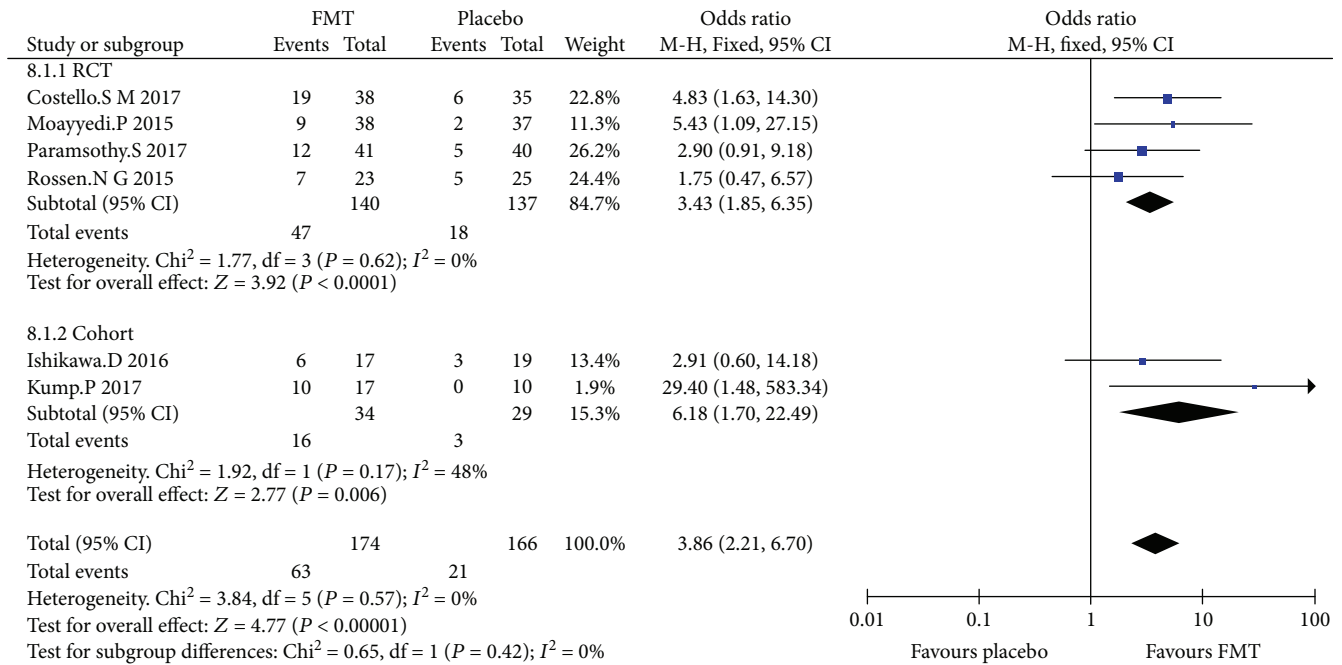 FMT Placebo Odds ratio Odds ratio
Study or subgroup Events Total Events Total Weight M-H, Fixed, 95% CI M-H, fixed, 95% CI
8.1.1 RCT
Costello.S M 2017 19 38 6 35 22.8% 4.83 (1.63, 14.30)
Moayyedi.P 2015 9 38 2 37 11.3% 5.43 (1.09, 27.15)
Paramsothy.S 2017 12 41 5 40 26.2% 2.90 (0.91, 9.18)
Rossen.N G 2015 7 23 5 25 24.4% 1.75 (0.47, 6.57)
Subtotal (95% CI) 140 137 84.7% 3.43 (1.85, 6.35)
Total events 47 18
Heterogeneity. Chi² = 1.77, df = 3 (P = 0.62); I² = 0%
Test for overall effect: Z = 3.92 (P < 0.0001)
8.1.2 Cohort
Ishikawa.D 2016 6 17 3 19 13.4% 2.91 (0.60, 14.18)
Kump.P 2017 10 17 0 10 1.9% 29.40 (1.48, 583.34)
Subtotal (95% CI) 34 29 15.3% 6.18 (1.70, 22.49)
Total events 16 3
Heterogeneity. Chi² = 1.92, df = 1 (P = 0.17); I² = 48%
Test for overall effect: Z = 2.77 (P = 0.006)
Total (95% CI) 174 166 100.0% 3.86 (2.21, 6.70)
Total events 63 21
Heterogeneity. Chi² = 3.84, df = 5 (P = 0.57); I² = 0%
Test for overall effect: Z = 4.77 (P < 0.00001)
Test for subgroup differences: Chi² = 0.65, df = 1 (P = 0.42); I² = 0%
0.01 0.1 1 10 100
Favours placebo Favours FMT